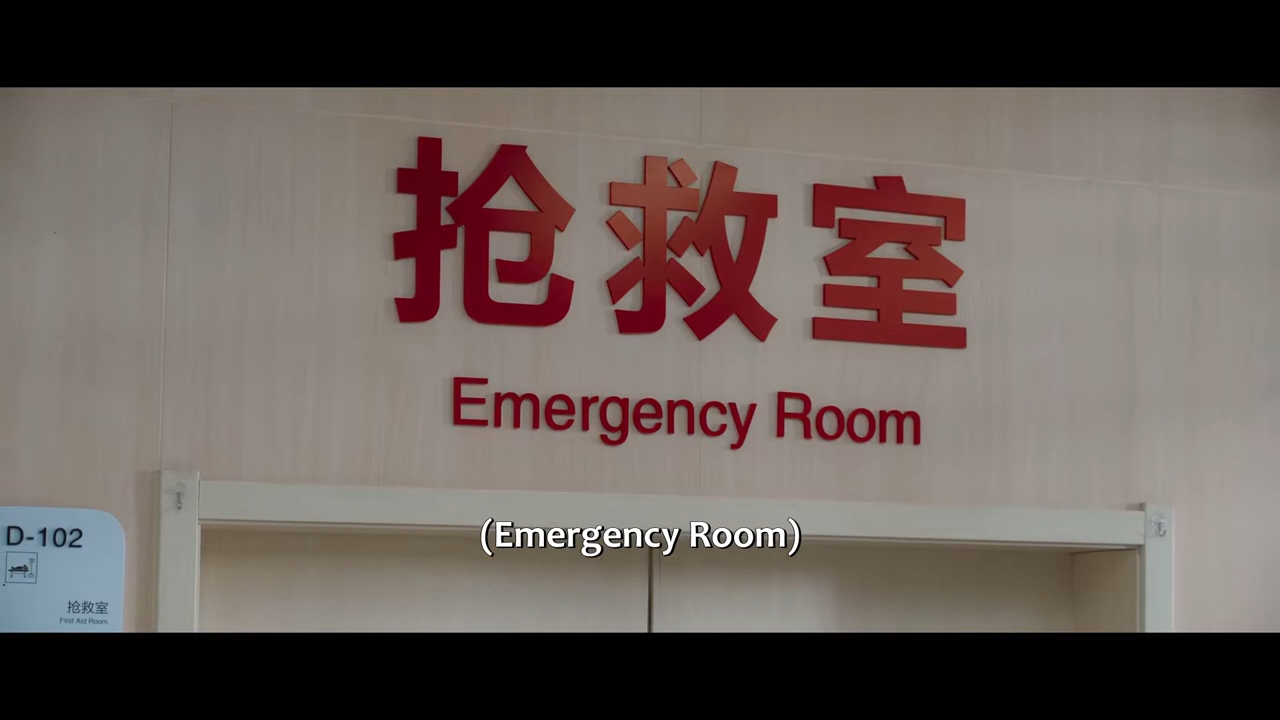 抢救室
Emergency Room
(Emergency Room)
D-102
抢救室
First Aid Room